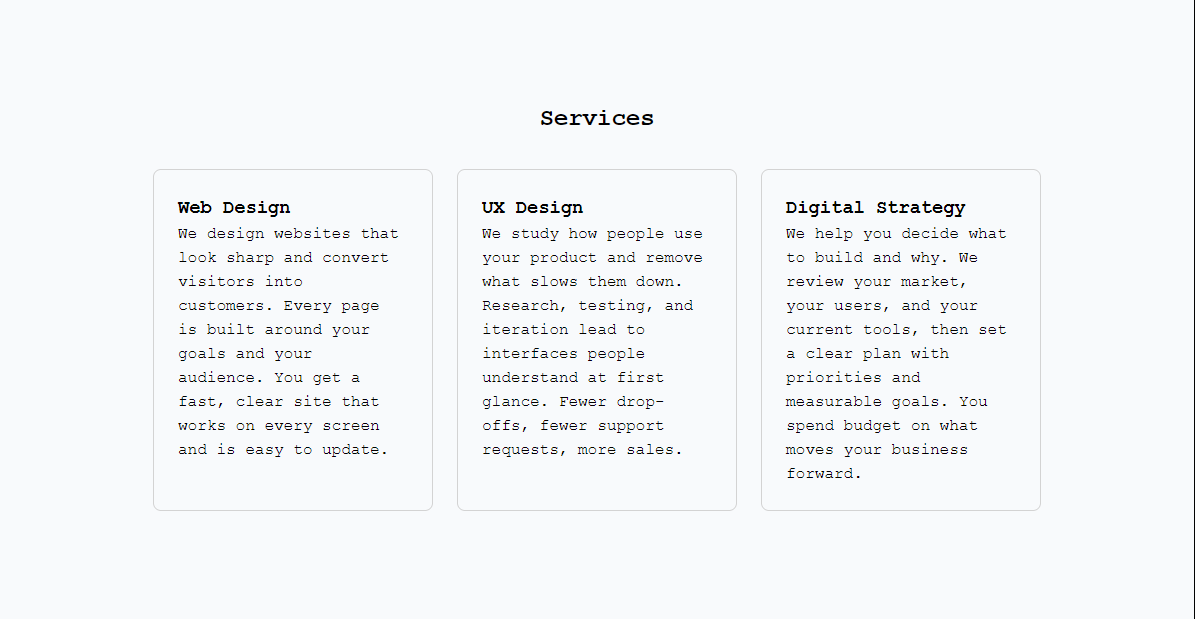 Services
Web Design
We design websites that
look sharp and convert
visitors into
customers. Every page
is built around your
goals and your
audience. You get a
fast, clear site that
works on every screen
and is easy to update.
UX Design
We study how people use
your product and remove
what slows them down.
Research, testing, and
iteration lead to
interfaces people
understand at first
glance. Fewer drop-
offs, fewer support
requests, more sales.
Digital Strategy
We help you decide what
to build and why. We
review your market,
your users, and your
current tools, then set
a clear plan with
priorities and
measurable goals. You
spend budget on what
moves your business
forward.